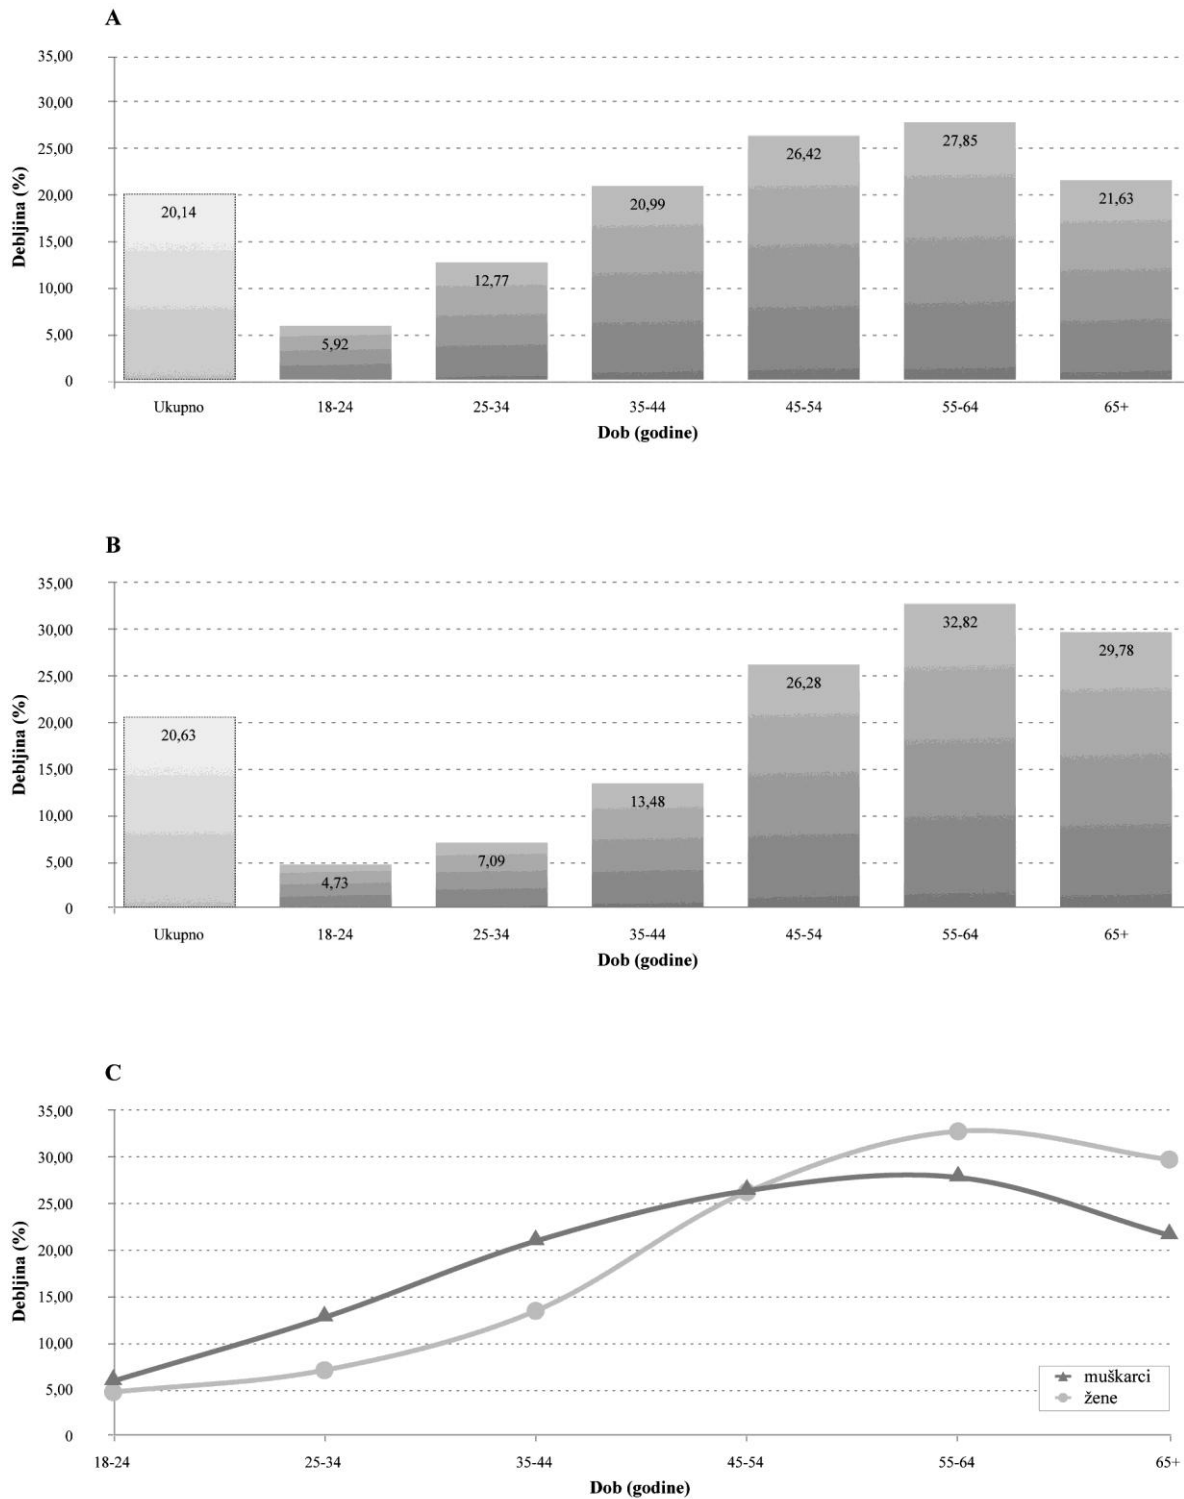 A
35,00
30,00
25,00
20,00
15,00
10,00
5,00
0
Debljina (%)
20,14
5,92
12,77
20,99
26,42
27,85
21,63
Ukupno 18-24 25-34 35-44 45-54 55-64 65+
Dob (godine)
B
35,00
30,00
25,00
20,00
15,00
10,00
5,00
0
Debljina (%)
20,63
4,73
7,09
13,48
26,28
32,82
29,78
Ukupno 18-24 25-34 35-44 45-54 55-64 65+
Dob (godine)
C
35,00
30,00
25,00
20,00
15,00
10,00
5,00
0
Debljina (%)
muškarci
žene
18-24 25-34 35-44 45-54 55-64 65+
Dob (godine)